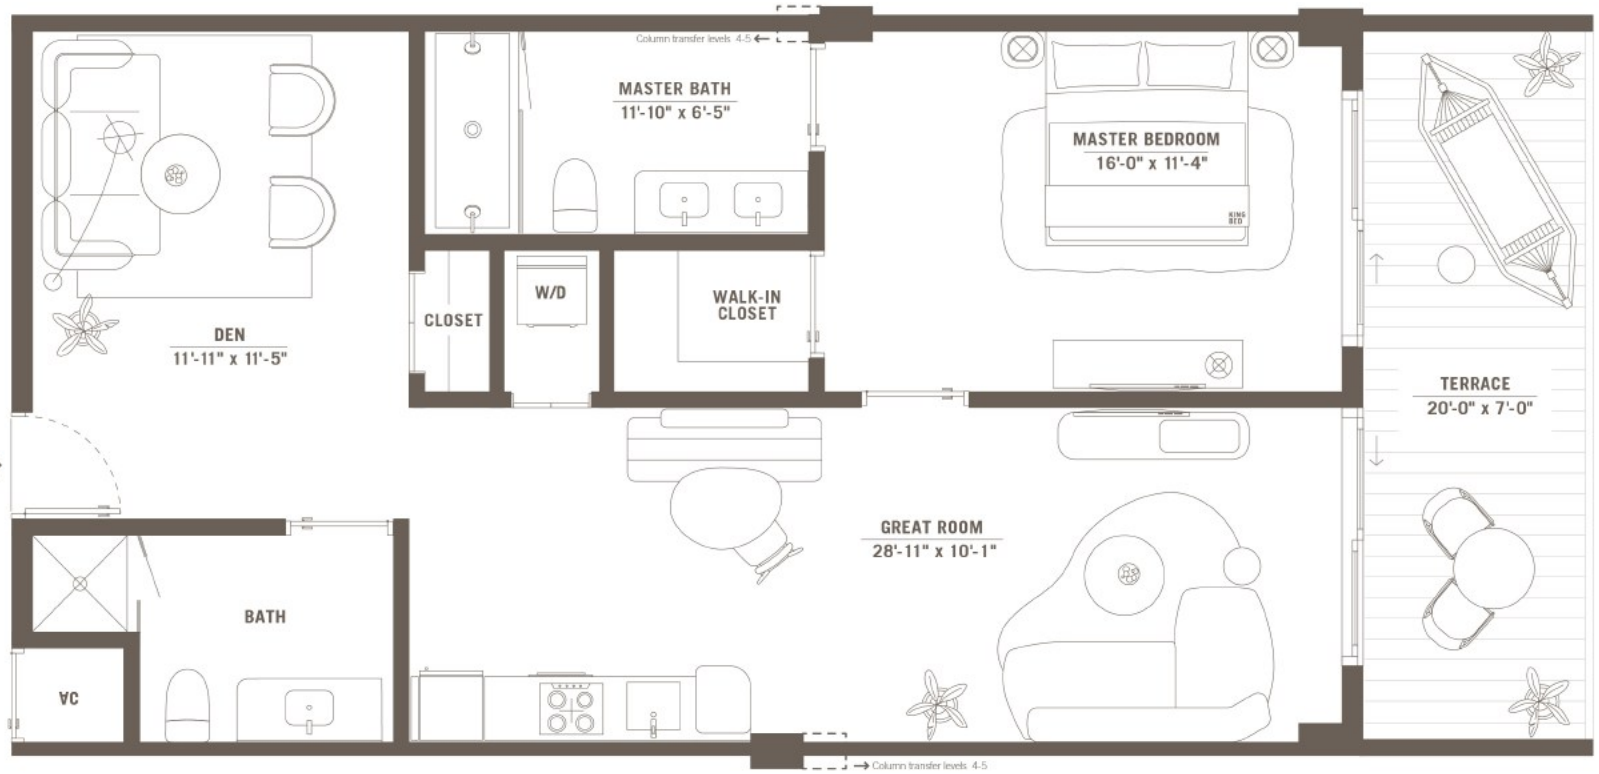 Column transfer levels 4-5
MASTER BATH
11'-10" x 6'-5"
MASTER BEDROOM
16'-0" x 11'-4"
KING
BED
DEN
11'-11" x 11'-5"
CLOSET
W/D
WALK-IN
CLOSET
TERRACE
20'-0" x 7'-0"
GREAT ROOM
28'-11" x 10'-1"
BATH
AC
Column transfer levels 4-5